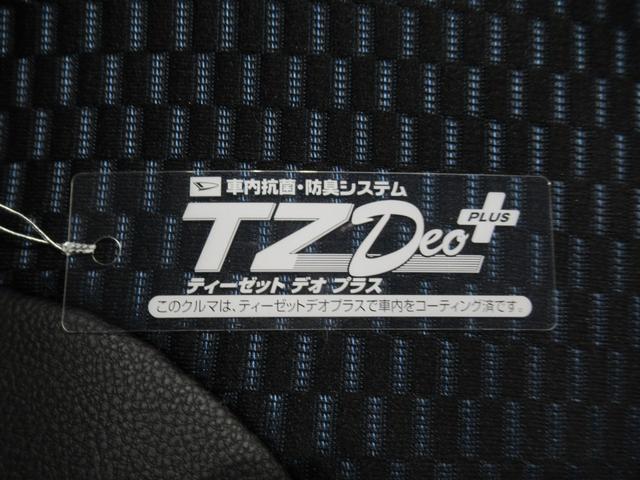 車内抗菌・防臭システム
TZ Deo PLUS
ティーゼット デオ プラス
このクルマは、ティーゼットデオプラスで車内をコーティング済です。